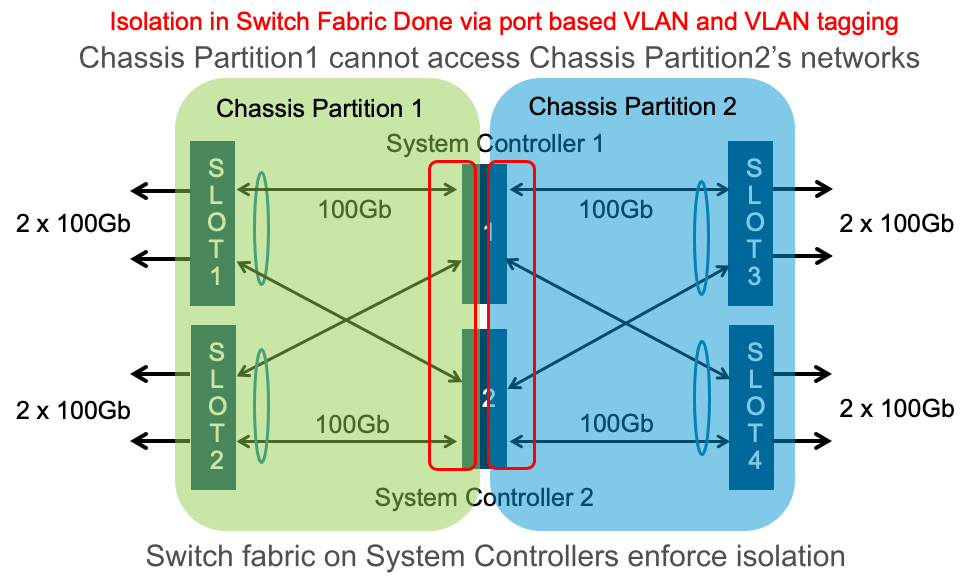 Isolation in Switch Fabric Done via port based VLAN and VLAN tagging
Chassis Partition1 cannot access Chassis Partition2's networks
Chassis Partition 1
Chassis Partition 2
System Controller 1
SLOT1
100Gb
1
100Gb
SLOT3
2 x 100Gb
2 x 100Gb
SLOT2
2
SLOT4
2 x 100Gb
2 x 100Gb
100Gb
100Gb
System Controller 2
Switch fabric on System Controllers enforce isolation